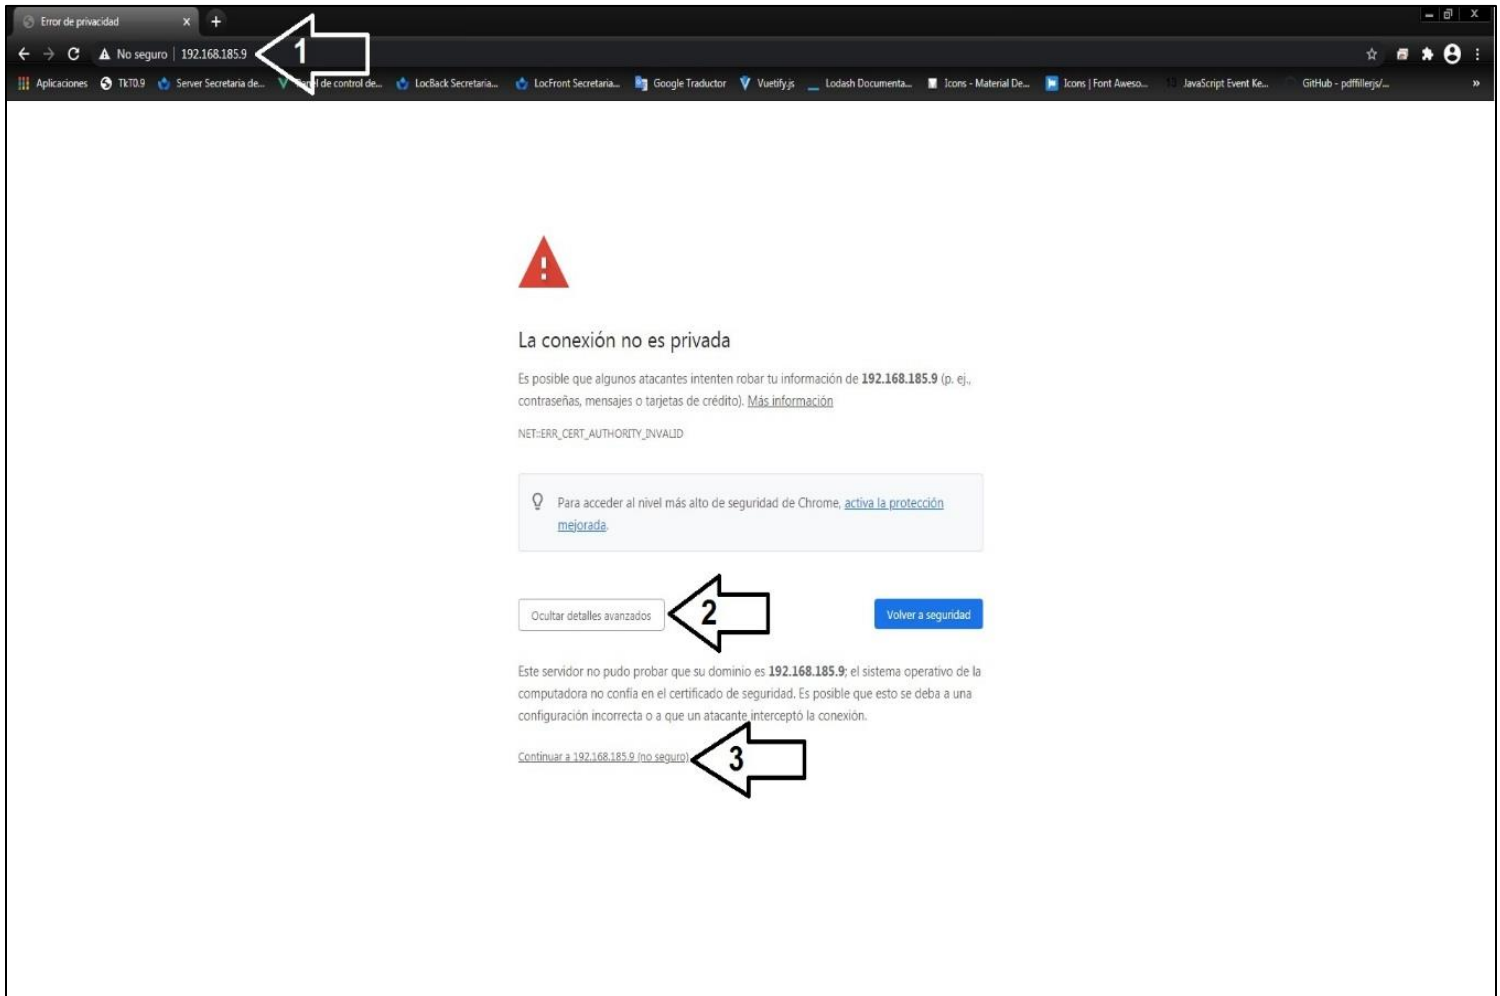 Error de privacidad
No seguro | 192.168.185.9
1
Aplicaciones TkT0.9 Server Secretaria de... de control de... LocBack Secretaria... LocFront Secretaria... Google Traductor Vuetify.js Lodash Documenta... Icons - Material De... Icons | Font Aweso... JavaScript Event Ke... GitHub - pdffillerjs/... »
La conexión no es privada
Es posible que algunos atacantes intenten robar tu información de 192.168.185.9 (p. ej.,
contraseñas, mensajes o tarjetas de crédito). Más información
NET::ERR_CERT_AUTHORITY_INVALID
Para acceder al nivel más alto de seguridad de Chrome, activa la protección
mejorada.
Ocultar detalles avanzados
2
Volver a seguridad
Este servidor no pudo probar que su dominio es 192.168.185.9; el sistema operativo de la
computadora no confía en el certificado de seguridad. Es posible que esto se deba a una
configuración incorrecta o a que un atacante interceptó la conexión.
Continuar a 192.168.185.9 (no seguro)
3